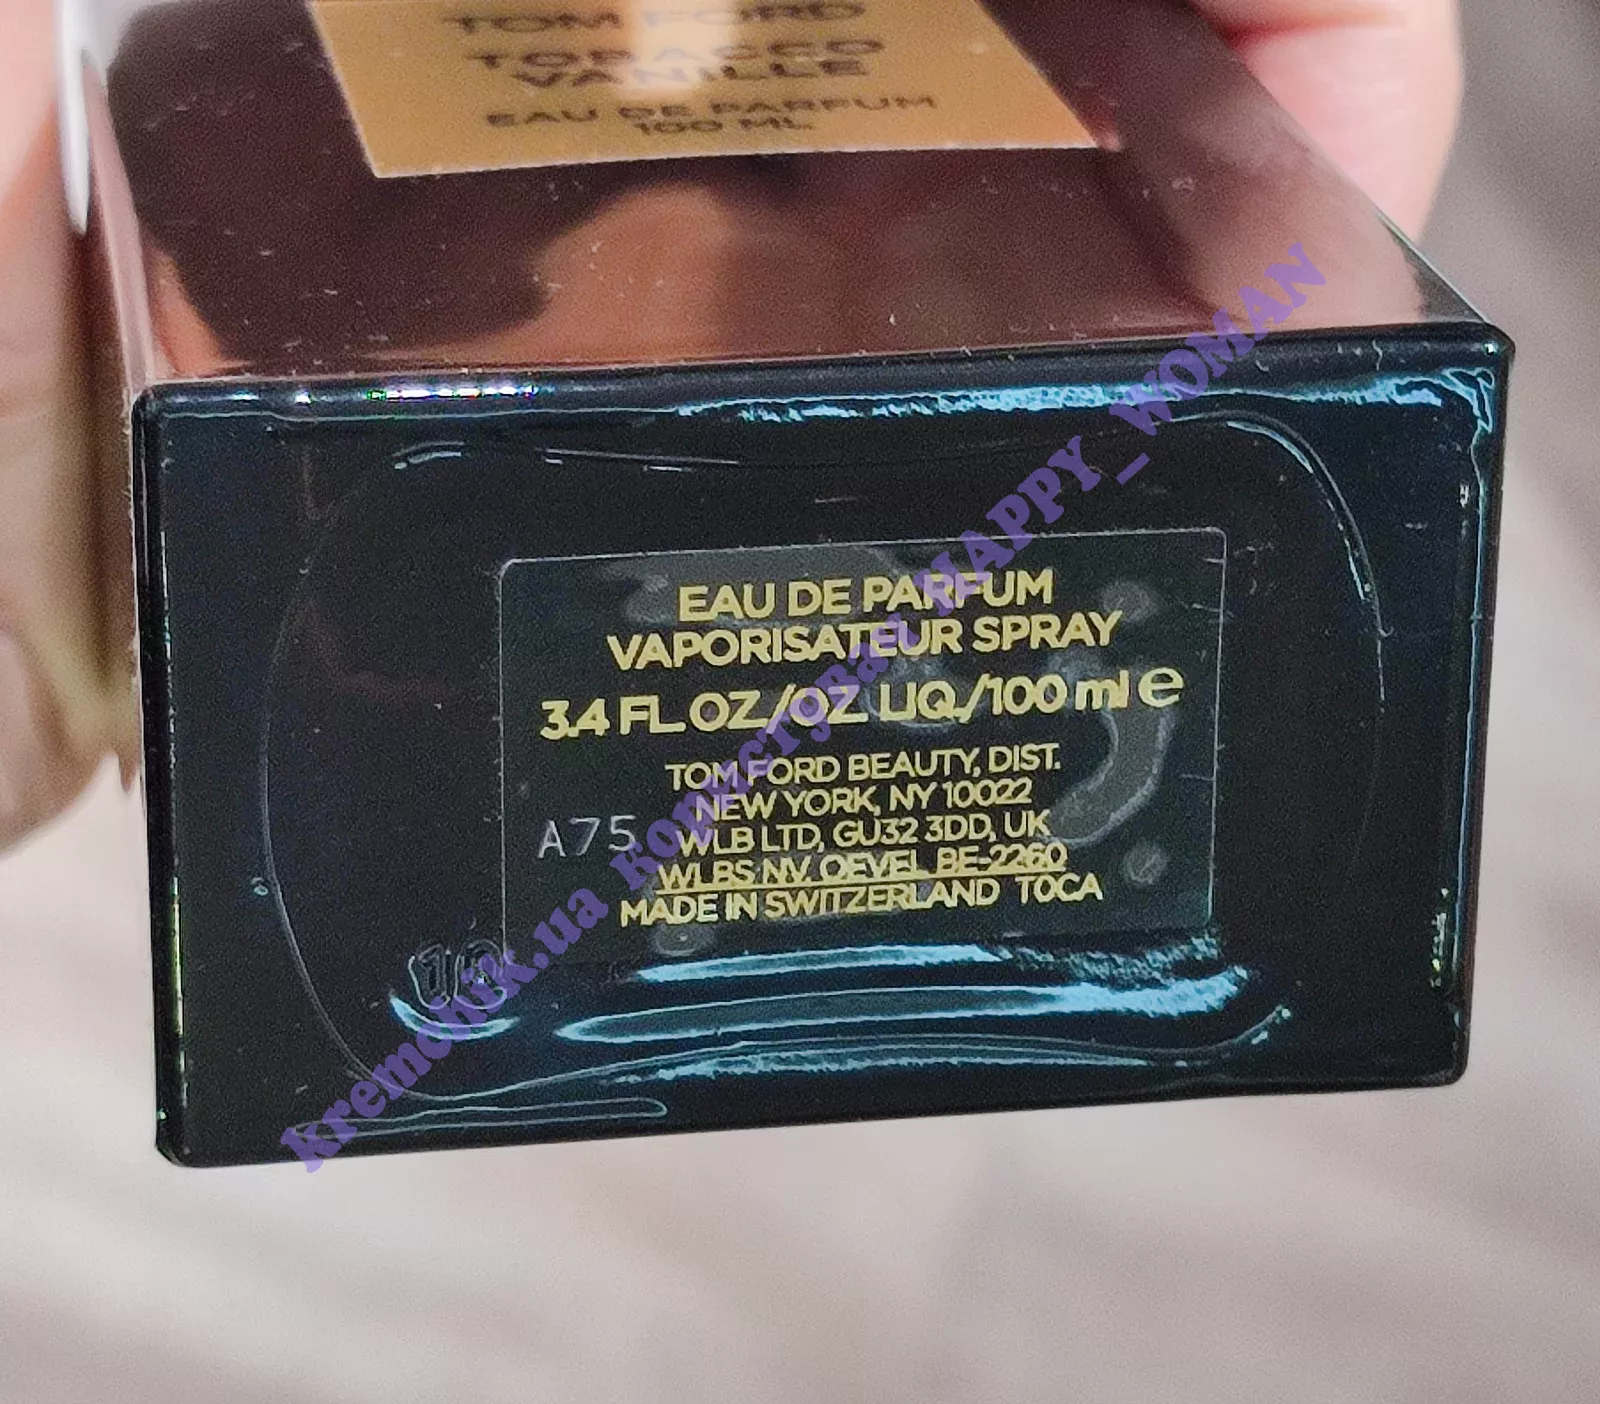 TOM FORD
TOBACCO
VANILLE
EAU DE PARFUM
100 ML
EAU DE PARFUM
VAPORISATEUR SPRAY
3.4 FL.OZ./OZ. LIQ./100 ml e
TOM FORD BEAUTY, DIST.
NEW YORK, NY 10022
WLB LTD, GU32 3DD, UK
A75
WLBS NV OEVEL BE-2260
MADE IN SWITZERLAND T0CA
kremchik.ua Користувач HAPPY_WOMAN